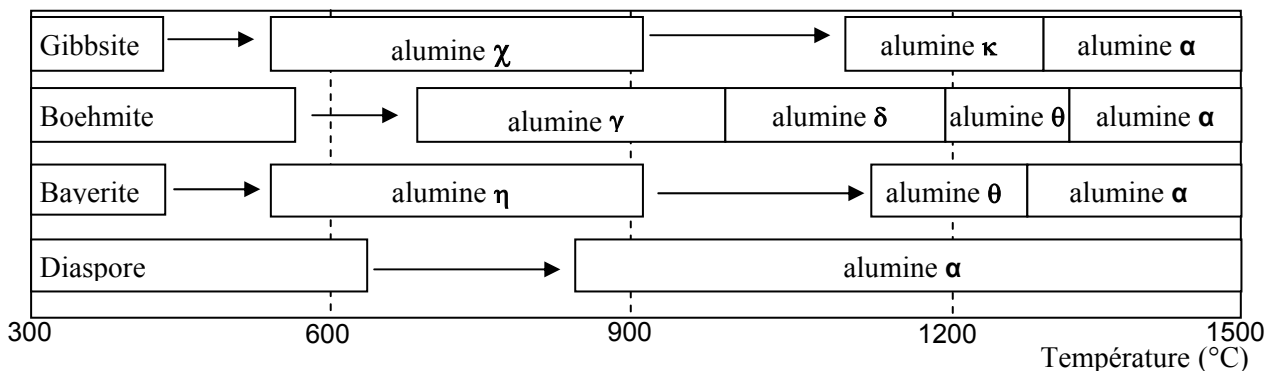 Gibbsite alumine χ alumine κ alumine α
Boehmite alumine γ alumine δ alumine θ alumine α
Bayerite alumine η alumine θ alumine α
Diaspore alumine α
300 600 900 1200 1500
Température (°C)